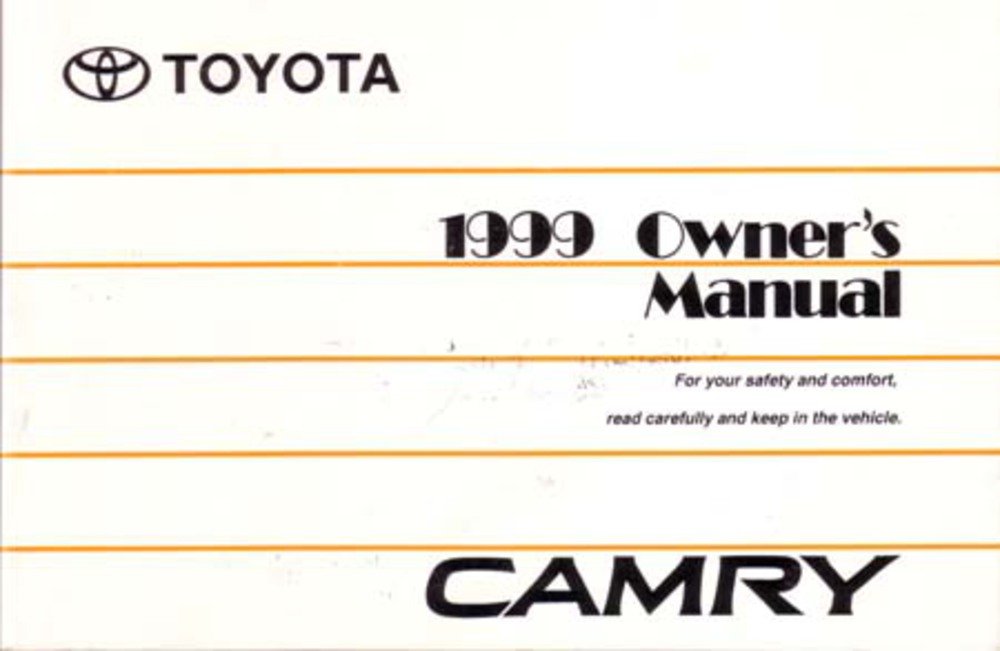 TOYOTA
1999 Owner's
Manual
For your safety and comfort,
read carefully and keep in the vehicle.
CAMRY